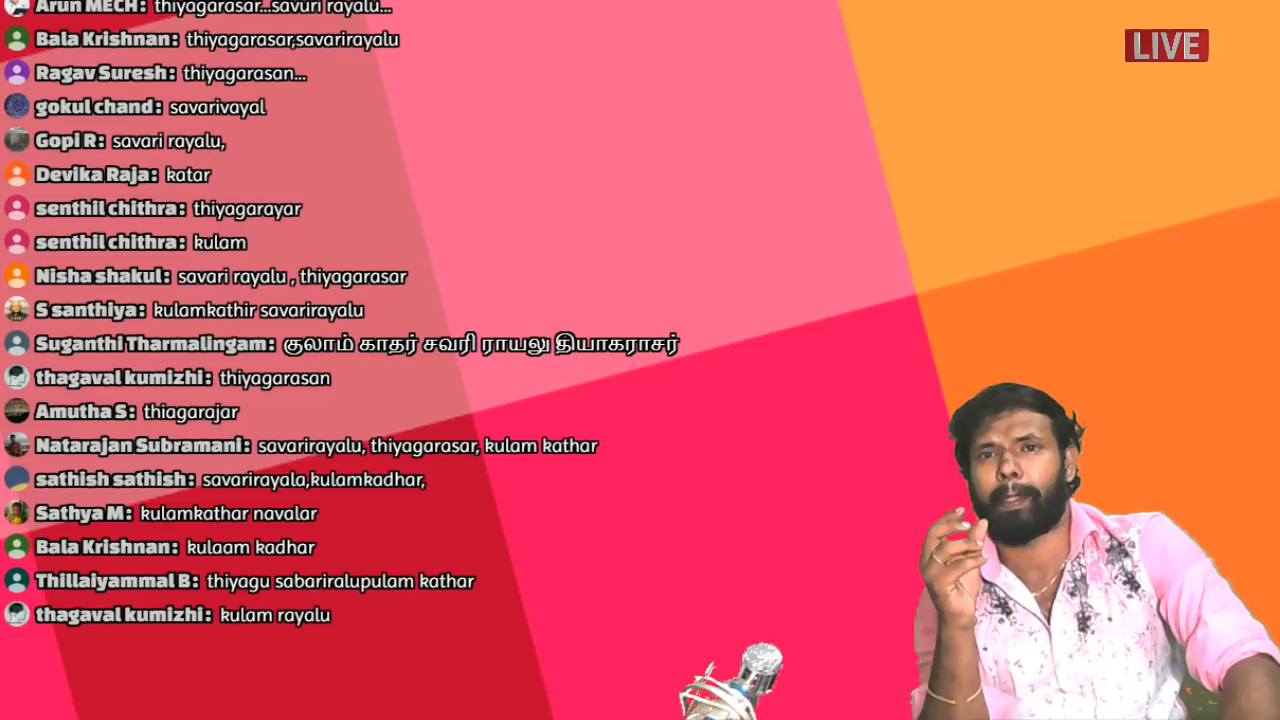 Arun MECH: thiyagarasar...savuri rayalu...
LIVE
Bala Krishnan: thiyagarasar,savarirayalu
Ragav Suresh: thiyagarasan...
gokul chand: savarivayal
Gopi R: savari rayalu,
Devika Raja: katar
senthil chithra: thiyagarayar
senthil chithra: kulam
Nisha shakul: savari rayalu , thiyagarasar
S santhiya: kulamkathir savarirayalu
Suganthi Tharmalingam: குலாம் காதர் சவரி ராயலு தியாகராசர்
thagaval kumizhi: thiyagarasan
Amutha S: thiagarajar
Natarajan Subramani: savarirayalu, thiyagarasar, kulam kathar
sathish sathish: savarirayala,kulamkadhar,
Sathya M: kulamkathar navalar
Bala Krishnan: kulaam kadhar
Thillaiyammal B: thiyagu sabariralupulam kathar
thagaval kumizhi: kulam rayalu